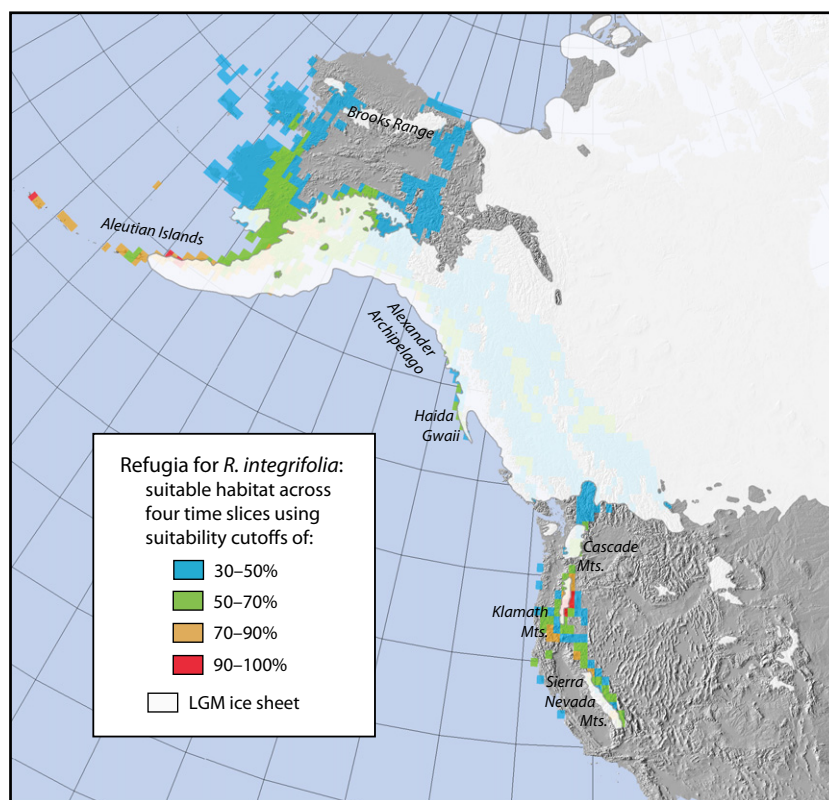 Brooks Range
Aleutian Islands
Alexander
Archipelago
Haida
Gwaii
Refugia for R. integrifolia:
suitable habitat across
four time slices using
suitability cutoffs of:
30–50%
50–70%
70–90%
90–100%
LGM ice sheet
Cascade
Mts.
Klamath
Mts.
Sierra
Nevada
Mts.